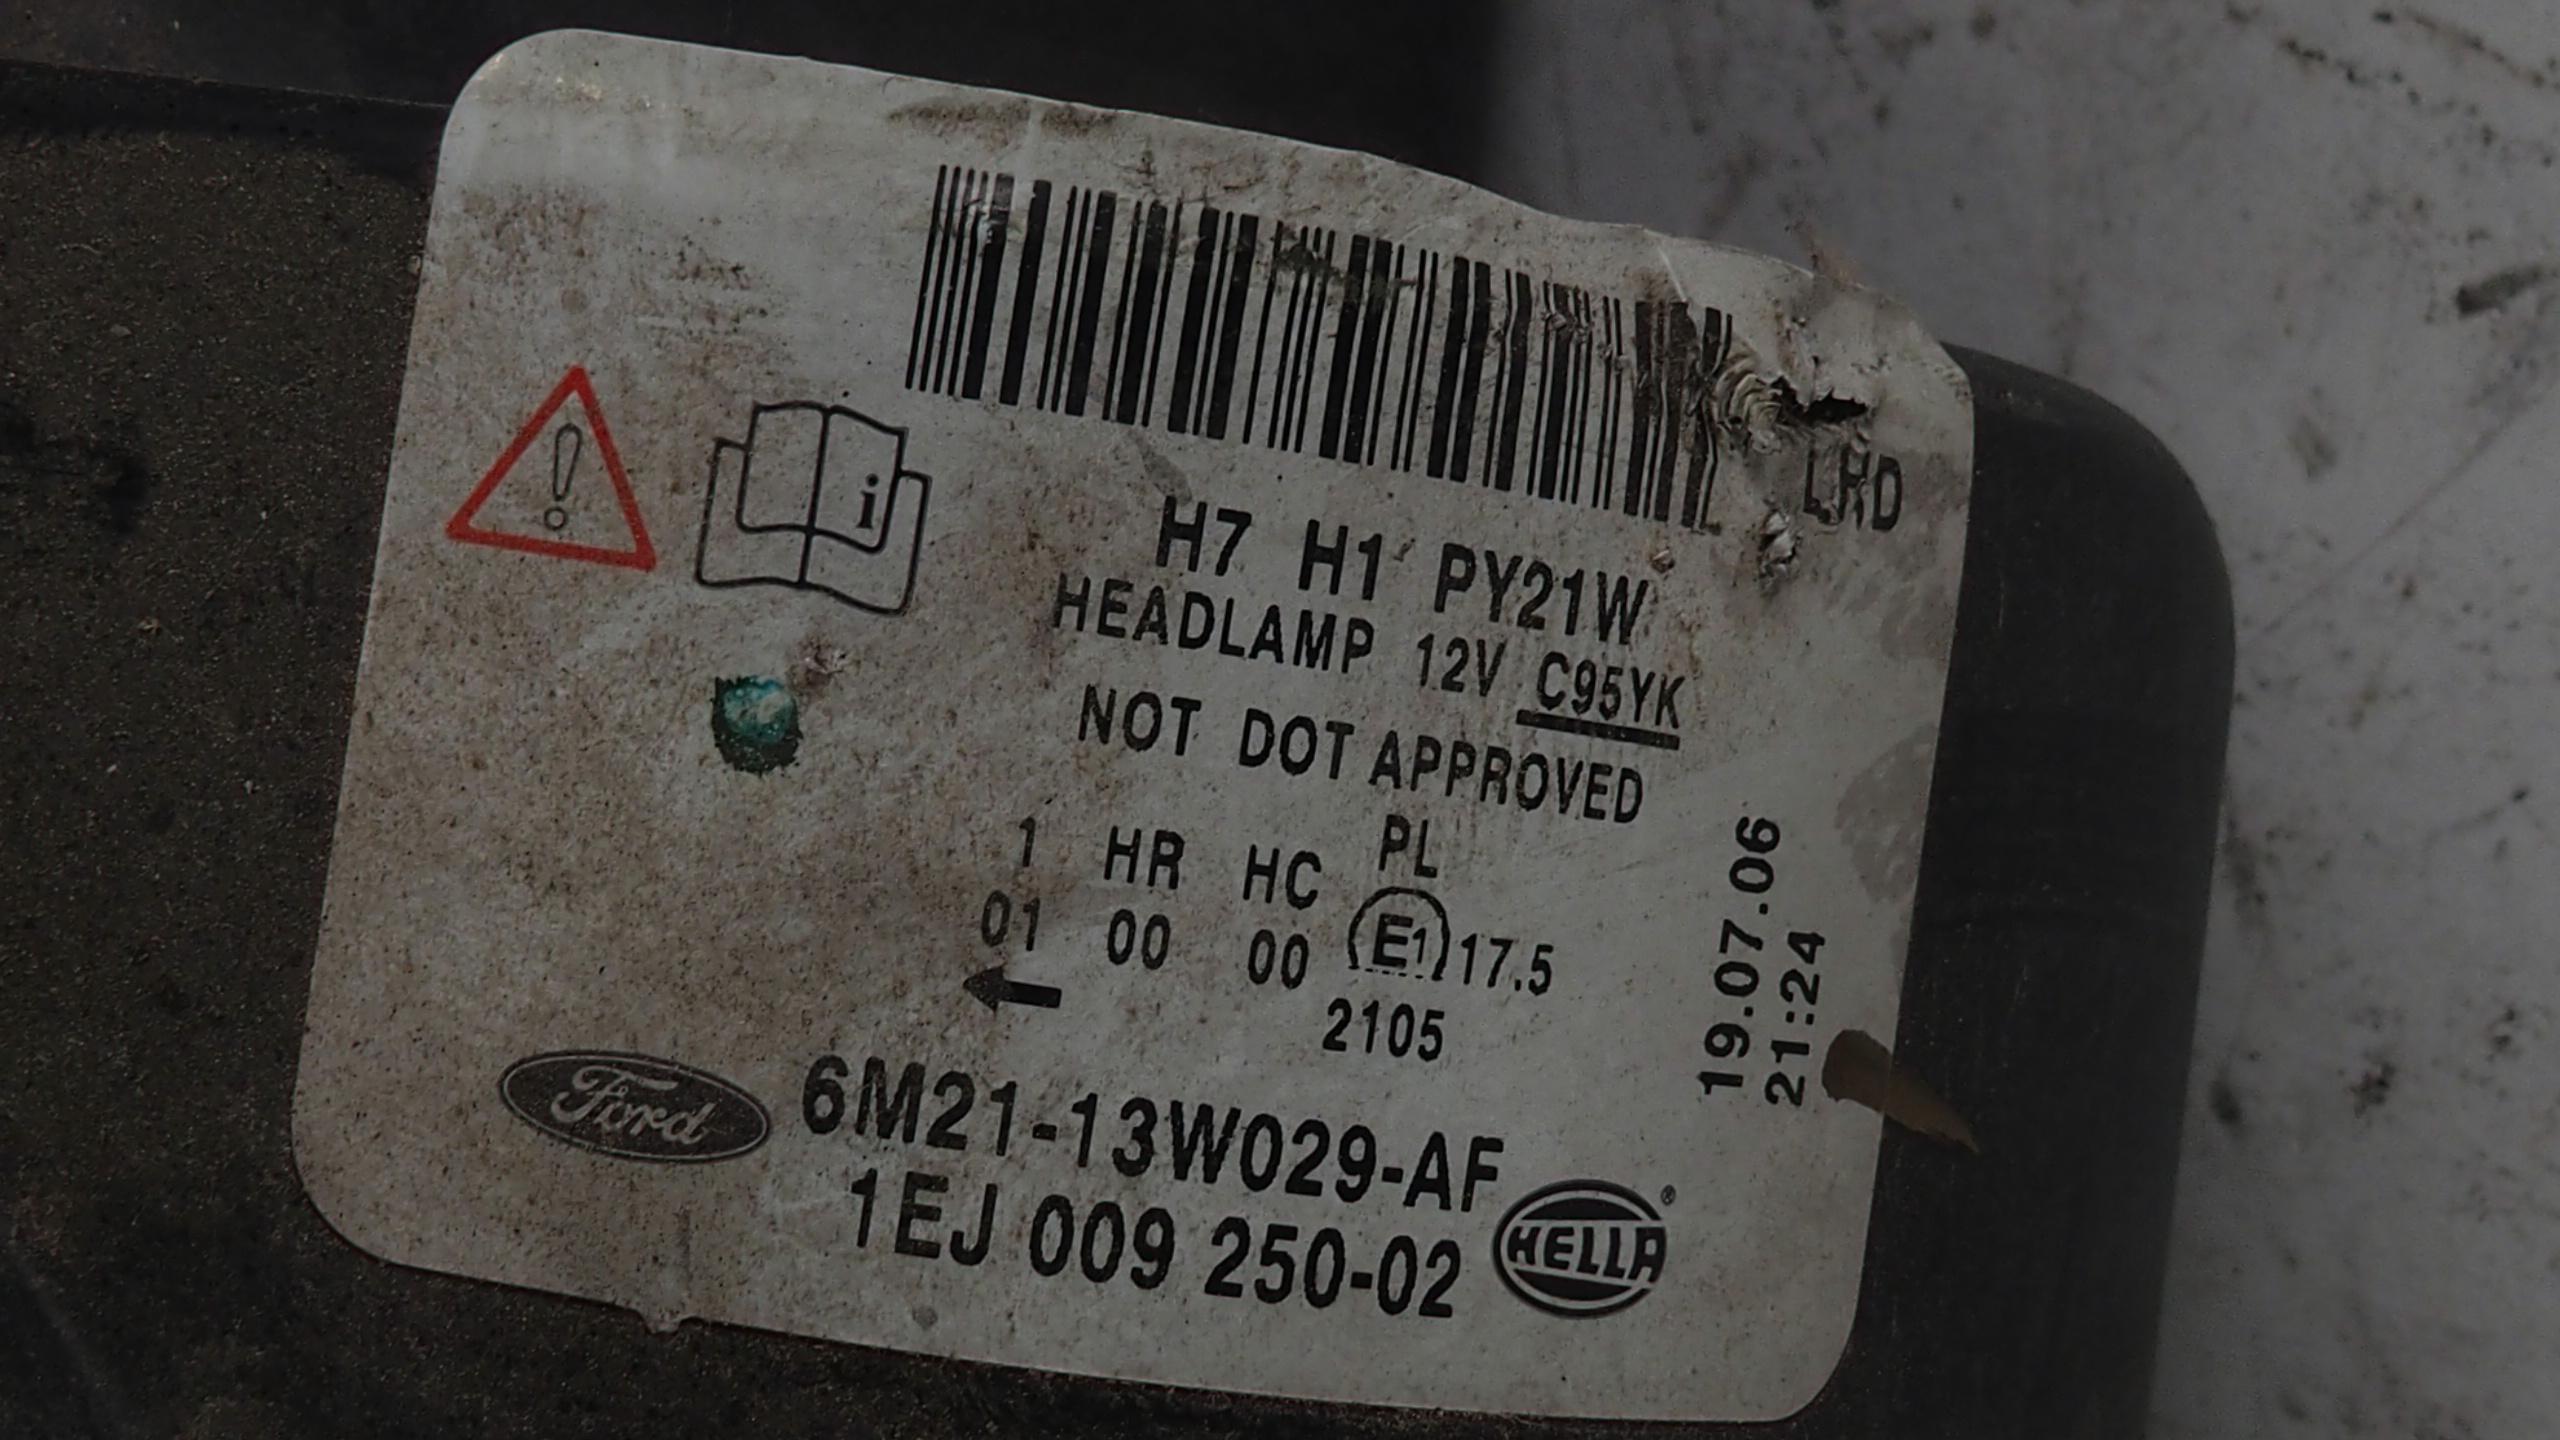 LHD
H7 H1 PY21W
HEADLAMP 12V C95YK
NOT DOT APPROVED
1 HR HC PL
01 00 00 E1 17.5
2105
19.07.06
21:24
Ford 6M21-13W029-AF
1EJ 009 250-02 HELLA®